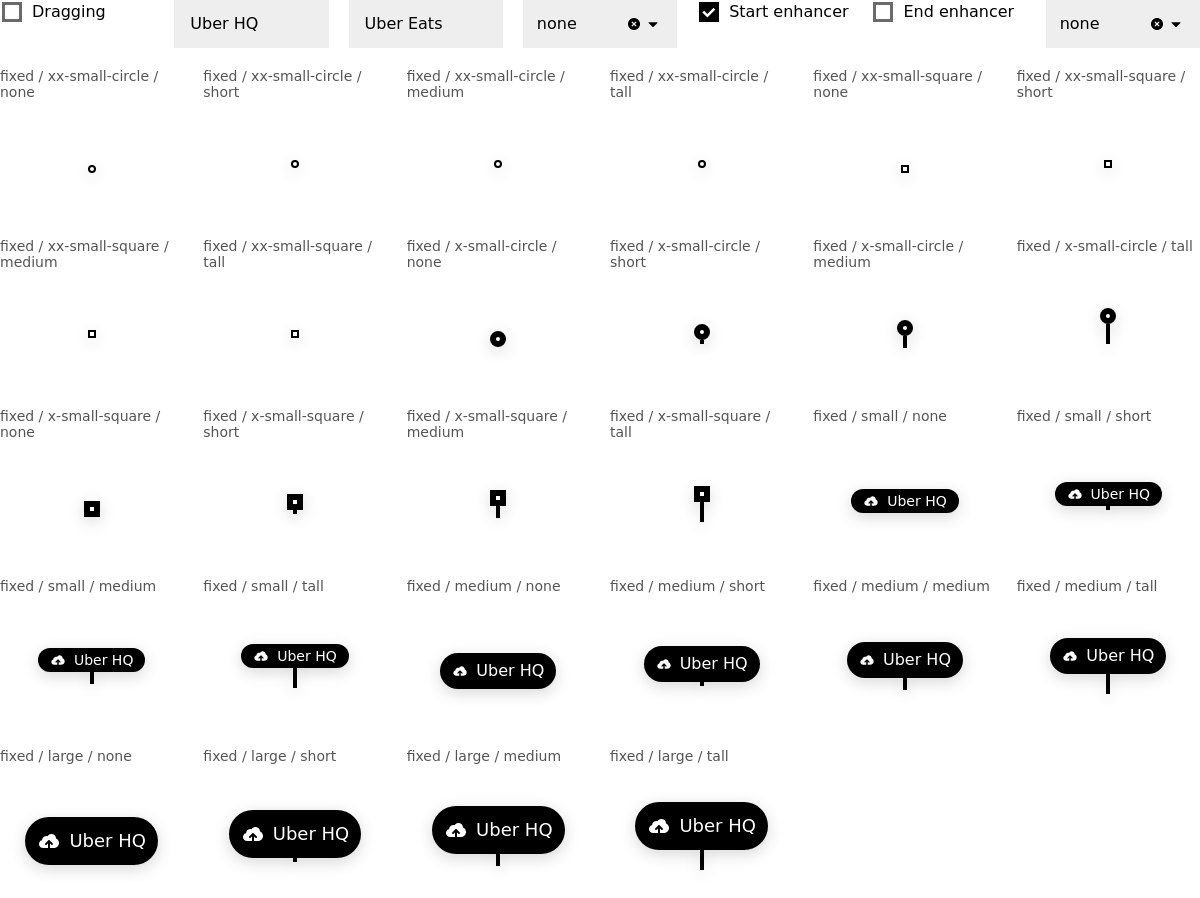 Dragging
Uber HQ
Uber Eats
none
Start enhancer
End enhancer
none
fixed / xx-small-circle /
none
fixed / xx-small-circle /
short
fixed / xx-small-circle /
medium
fixed / xx-small-circle /
tall
fixed / xx-small-square /
none
fixed / xx-small-square /
short
fixed / xx-small-square /
medium
fixed / xx-small-square /
tall
fixed / x-small-circle /
none
fixed / x-small-circle /
short
fixed / x-small-circle /
medium
fixed / x-small-circle / tall
fixed / x-small-square /
none
fixed / x-small-square /
short
fixed / x-small-square /
medium
fixed / x-small-square /
tall
fixed / small / none
Uber HQ
fixed / small / short
Uber HQ
fixed / small / medium
Uber HQ
fixed / small / tall
Uber HQ
fixed / medium / none
Uber HQ
fixed / medium / short
Uber HQ
fixed / medium / medium
Uber HQ
fixed / medium / tall
Uber HQ
fixed / large / none
Uber HQ
fixed / large / short
Uber HQ
fixed / large / medium
Uber HQ
fixed / large / tall
Uber HQ